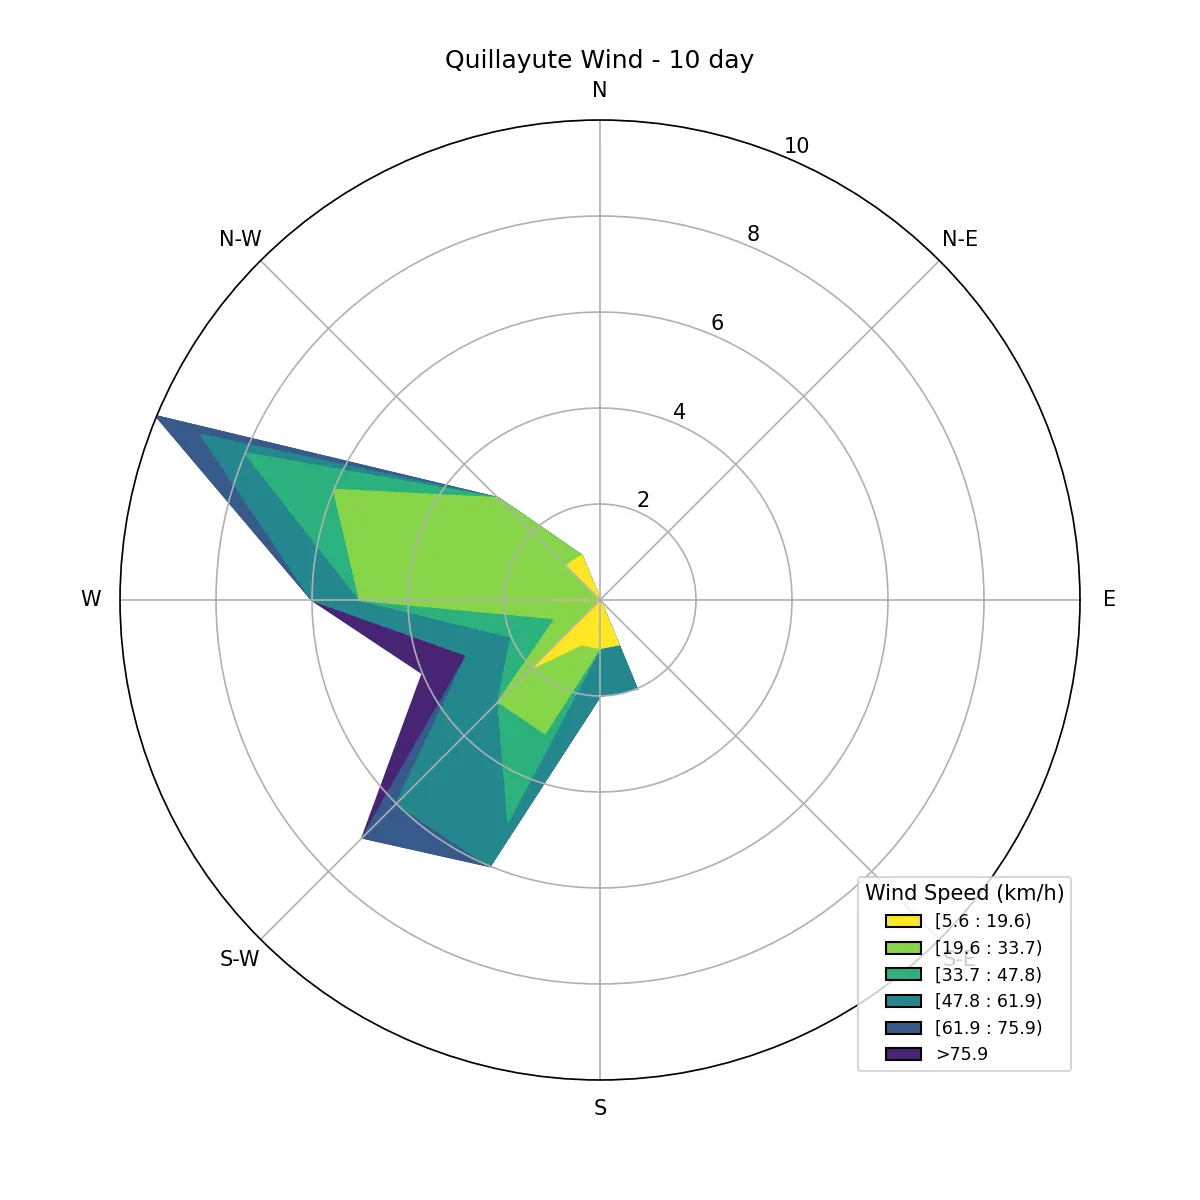 Quillayute Wind - 10 day
N
10
N-W
N-E
8
6
4
2
W
E
Wind Speed (km/h)
[5.6 : 19.6)
[19.6 : 33.7)
S-W
S-E
[33.7 : 47.8)
[47.8 : 61.9)
[61.9 : 75.9)
>75.9
S